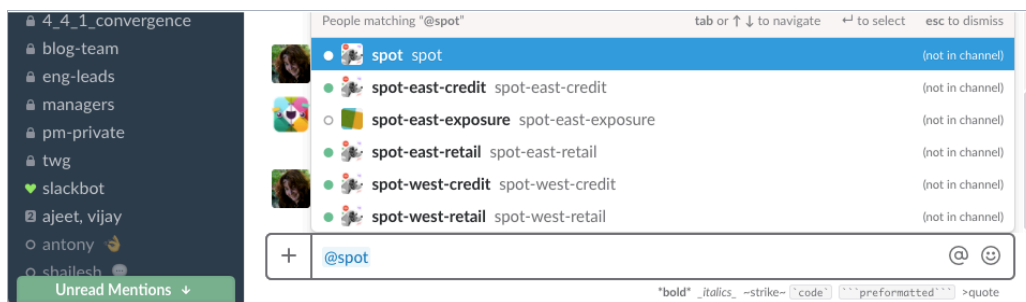 4_4_1_convergence
blog-team
eng-leads
managers
pm-private
twg
slackbot
2 ajeet, vijay
antony
shailesh
Unread Mentions ↓
People matching "@spot" tab or ↑ ↓ to navigate ↵ to select esc to dismiss
spot spot (not in channel)
spot-east-credit spot-east-credit (not in channel)
spot-east-exposure spot-east-exposure (not in channel)
spot-east-retail spot-east-retail (not in channel)
spot-west-credit spot-west-credit (not in channel)
spot-west-retail spot-west-retail (not in channel)
+ @spot @
*bold* _italics_ ~strike~ `code` ```preformatted``` >quote